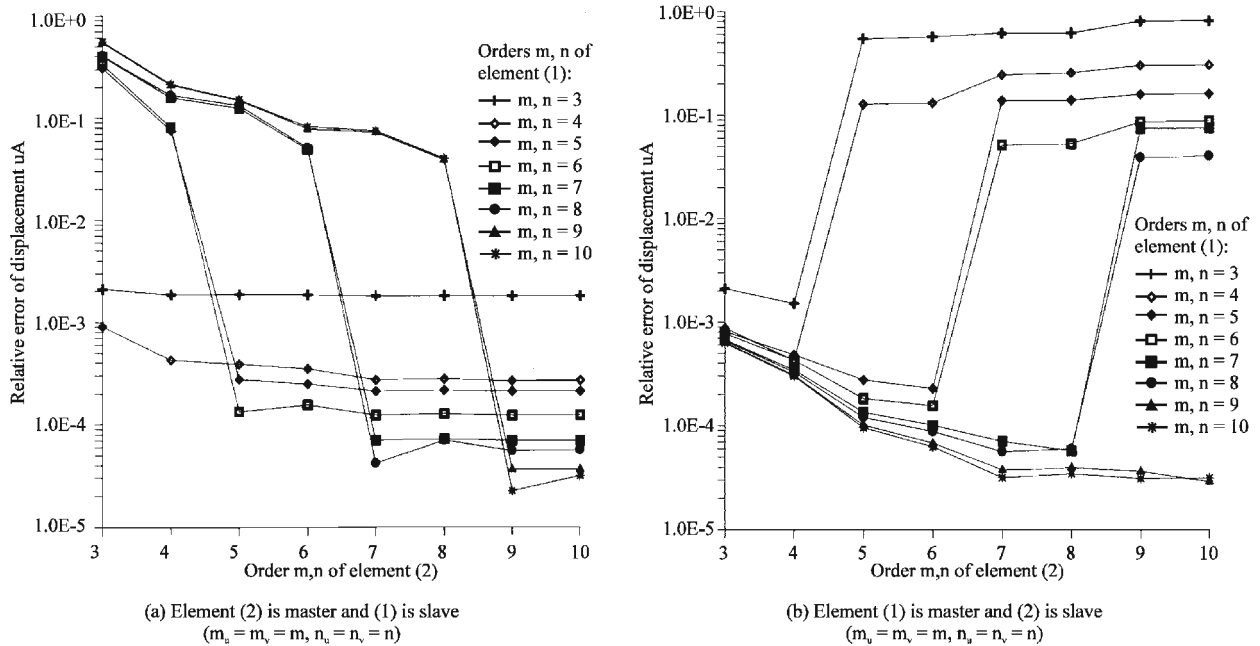 1.0E+0
1.0E-1
1.0E-2
1.0E-3
1.0E-4
1.0E-5
Relative error of displacement uA
3 4 5 6 7 8 9 10
Order m,n of element (2)
Orders m, n of
element (1):
m, n = 3
m, n = 4
m, n = 5
m, n = 6
m, n = 7
m, n = 8
m, n = 9
m, n = 10
(a) Element (2) is master and (1) is slave
(mᵤ = mᵥ = m, nᵤ = nᵥ = n)
1.0E+0
1.0E-1
1.0E-2
1.0E-3
1.0E-4
1.0E-5
Relative error of displacement uA
3 4 5 6 7 8 9 10
Order m,n of element (2)
Orders m, n of
element (1):
m, n = 3
m, n = 4
m, n = 5
m, n = 6
m, n = 7
m, n = 8
m, n = 9
m, n = 10
(b) Element (1) is master and (2) is slave
(mᵤ = mᵥ = m, nᵤ = nᵥ = n)